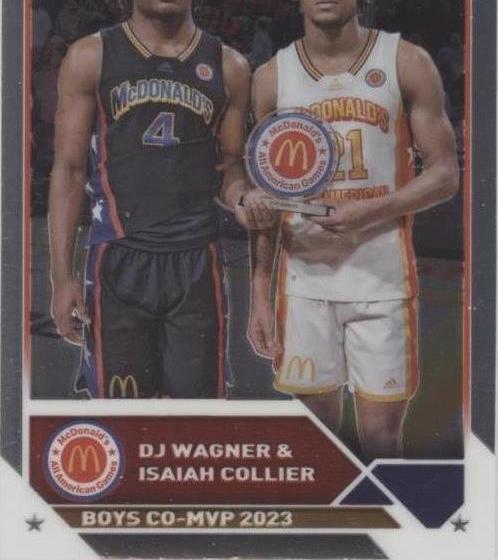 McDONALD'S
4
McDonald's
All American Games
McDONALD'S
21
AMERICAN
McDonald's
All American Games
DJ WAGNER &
ISAIAH COLLIER
BOYS CO-MVP 2023